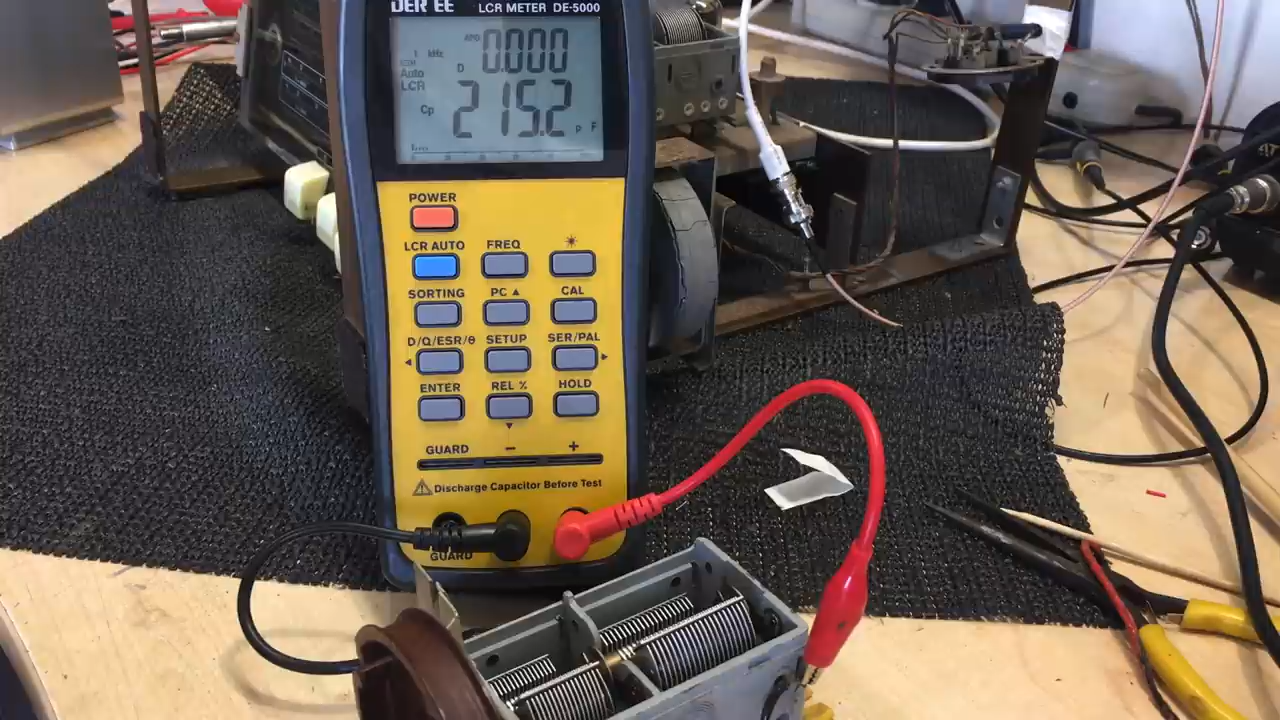 DER EE LCR METER DE-5000
APO
0.000
1 kHz
D
Auto
LCR
Cp
215.2
p F
POWER
LCR AUTO FREQ
SORTING PC ▲ CAL
D/Q/ESR/θ SETUP SER/PAL
ENTER REL % HOLD
GUARD − +
Discharge Capacitor Before Test
GUARD